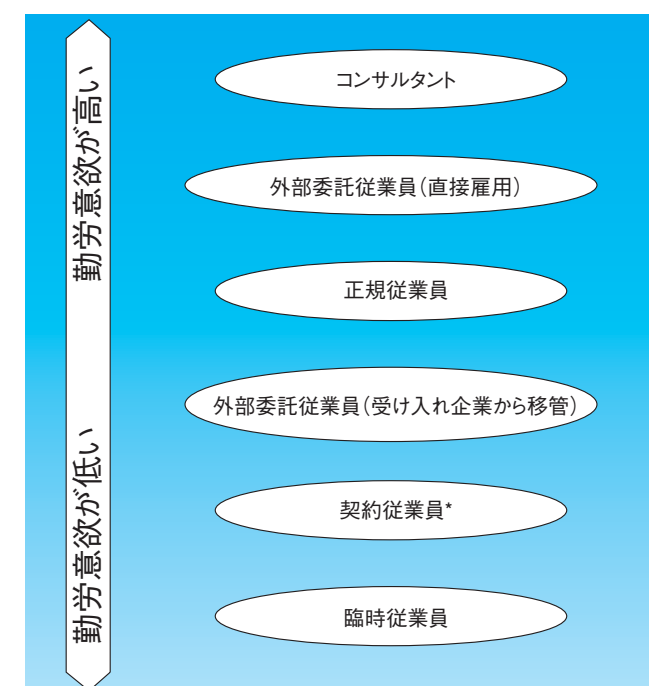 勤労意欲が高い
コンサルタント
外部委託従業員（直接雇用）
正規従業員
外部委託従業員（受け入れ企業から移管）
勤労意欲が低い
契約従業員*
臨時従業員